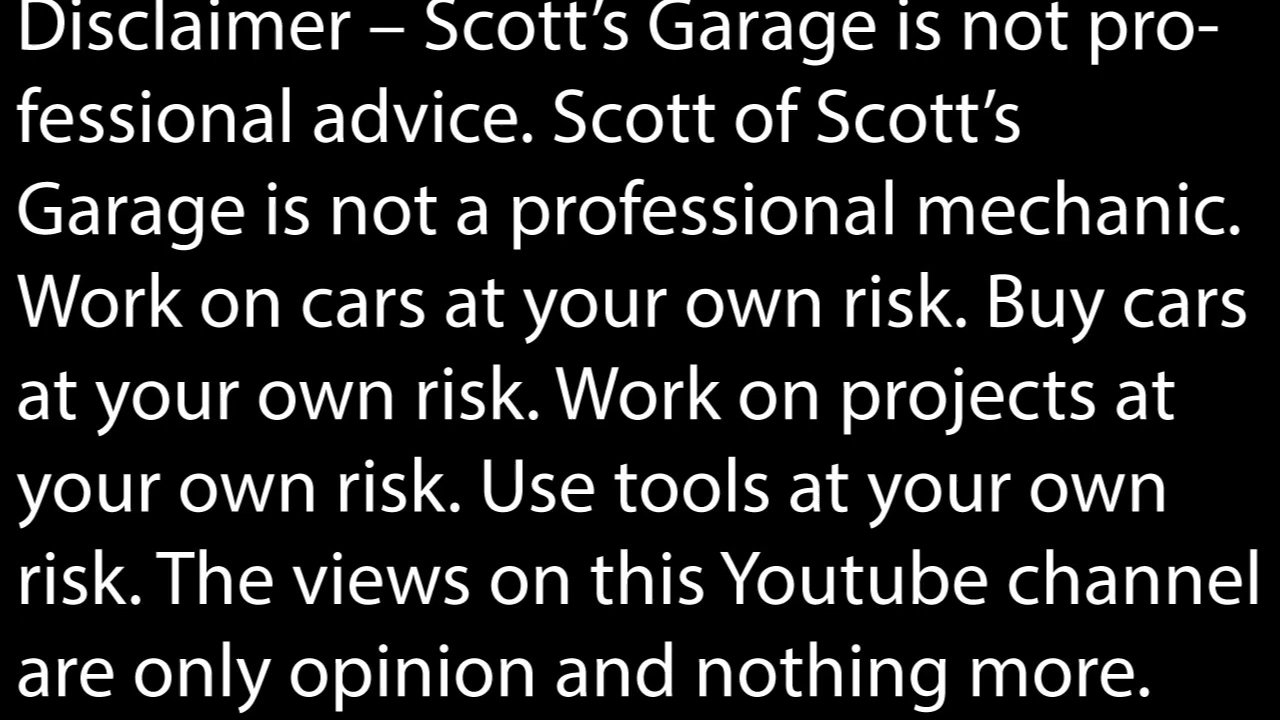 Disclaimer – Scott’s Garage is not pro-
fessional advice. Scott of Scott’s
Garage is not a professional mechanic.
Work on cars at your own risk. Buy cars
at your own risk. Work on projects at
your own risk. Use tools at your own
risk. The views on this Youtube channel
are only opinion and nothing more.